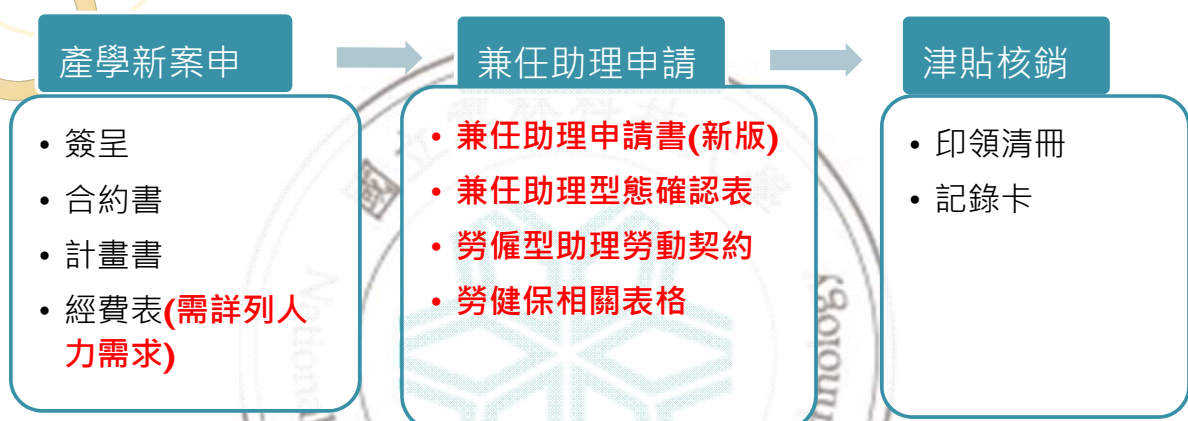 產學新案申
兼任助理申請
津貼核銷
• 簽呈
• 合約書
• 計畫書
• 經費表(需詳列人
力需求)
• 兼任助理申請書(新版)
• 兼任助理型態確認表
• 勞僱型助理勞動契約
• 勞健保相關表格
• 印領清冊
• 記錄卡
National